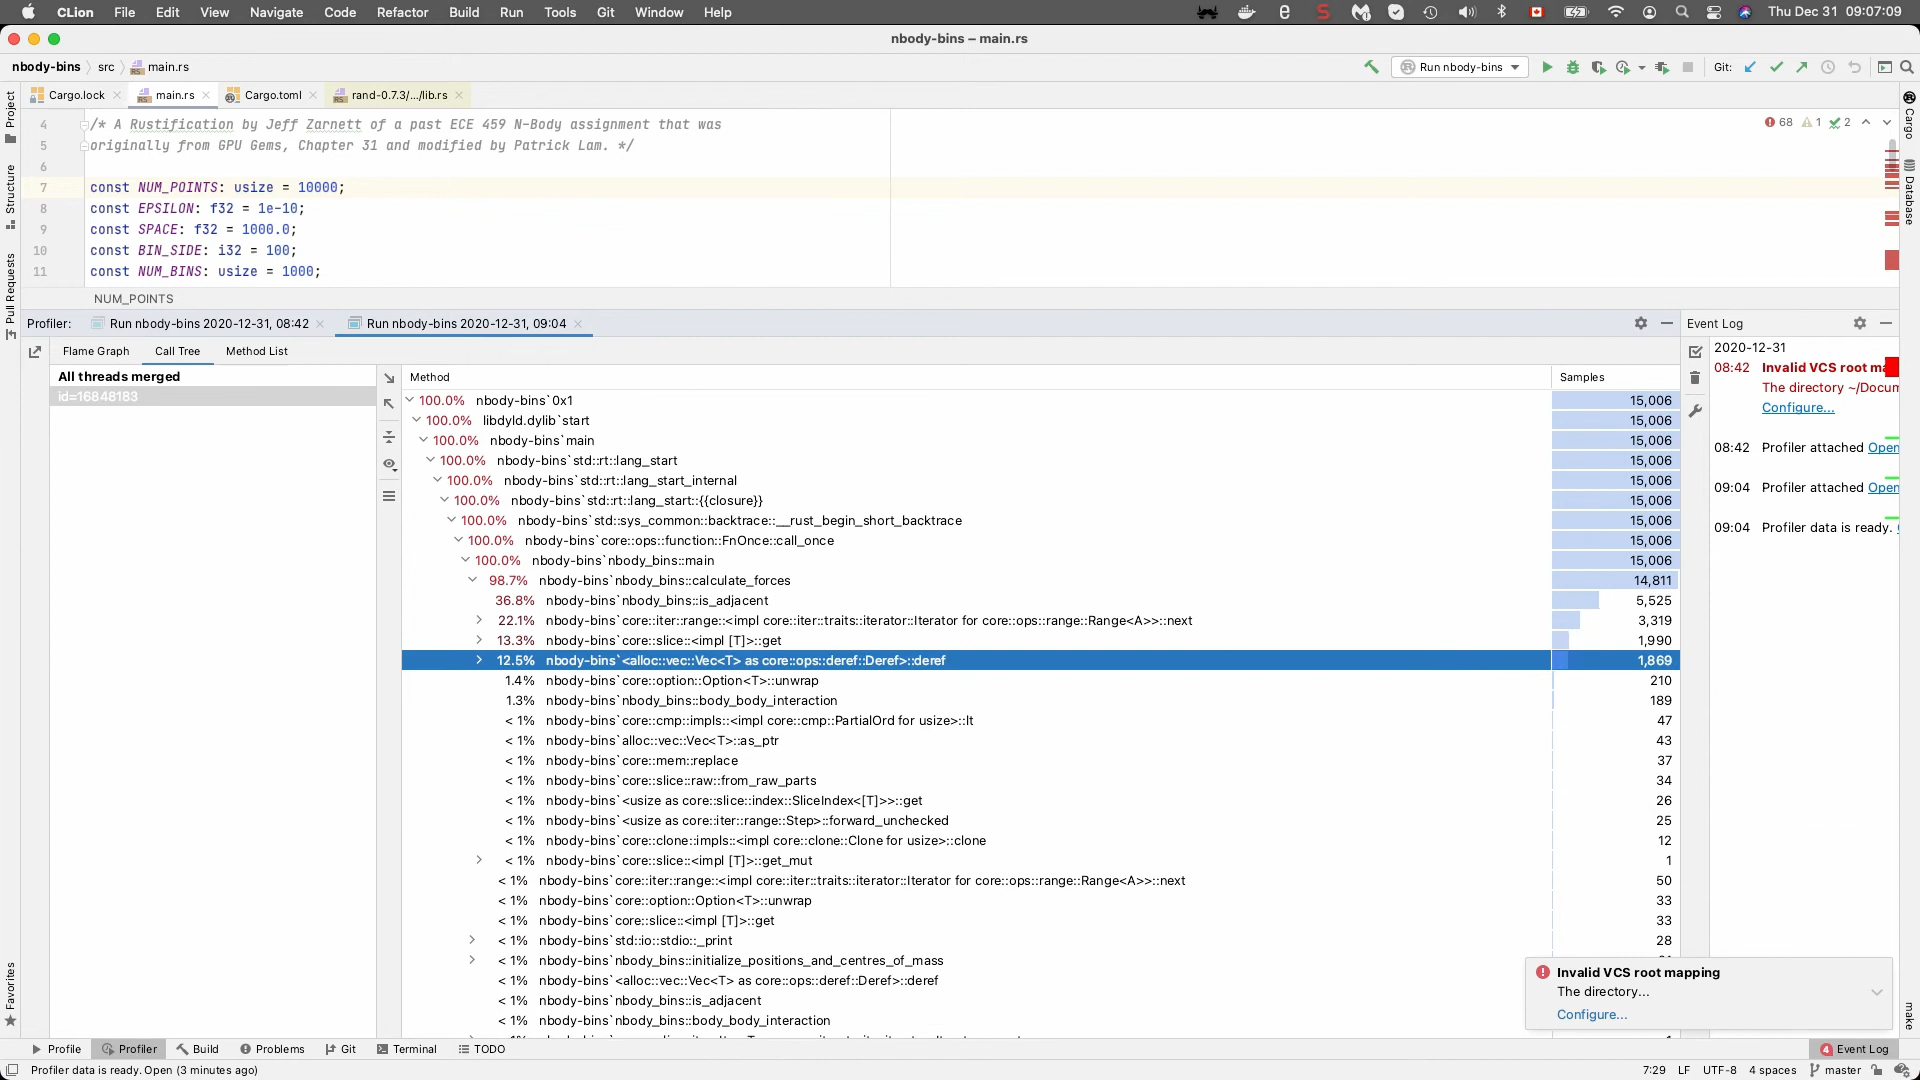 CLion File Edit View Navigate Code Refactor Build Run Tools Git Window Help Thu Dec 31 09:07:09
nbody-bins – main.rs
nbody-bins src main.rs Run nbody-bins Git:
Cargo.lock main.rs Cargo.toml rand-0.7.3/.../lib.rs
4 /* A Rustification by Jeff Zarnett of a past ECE 459 N-Body assignment that was
5 originally from GPU Gems, Chapter 31 and modified by Patrick Lam. */
6
7 const NUM_POINTS: usize = 10000;
8 const EPSILON: f32 = 1e-10;
9 const SPACE: f32 = 1000.0;
10 const BIN_SIDE: i32 = 100;
11 const NUM_BINS: usize = 1000;
68 1 2
NUM_POINTS
Project
Structure
Pull Requests
Favorites
Cargo
Database
make
Profiler: Run nbody-bins 2020-12-31, 08:42 Run nbody-bins 2020-12-31, 09:04
Flame Graph Call Tree Method List
All threads merged
id=16848183
Method Samples
100.0% nbody-bins`0x1 15,006
100.0% libdyld.dylib`start 15,006
100.0% nbody-bins`main 15,006
100.0% nbody-bins`std::rt::lang_start 15,006
100.0% nbody-bins`std::rt::lang_start_internal 15,006
100.0% nbody-bins`std::rt::lang_start::{{closure}} 15,006
100.0% nbody-bins`std::sys_common::backtrace::__rust_begin_short_backtrace 15,006
100.0% nbody-bins`core::ops::function::FnOnce::call_once 15,006
100.0% nbody-bins`nbody_bins::main 15,006
98.7% nbody-bins`nbody_bins::calculate_forces 14,811
36.8% nbody-bins`nbody_bins::is_adjacent 5,525
22.1% nbody-bins`core::iter::range::<impl core::iter::traits::iterator::Iterator for core::ops::range::Range<A>>::next 3,319
13.3% nbody-bins`core::slice::<impl [T]>::get 1,990
12.5% nbody-bins`<alloc::vec::Vec<T> as core::ops::deref::Deref>::deref 1,869
1.4% nbody-bins`core::option::Option<T>::unwrap 210
1.3% nbody-bins`nbody_bins::body_body_interaction 189
< 1% nbody-bins`core::cmp::impls::<impl core::cmp::PartialOrd for usize>::lt 47
< 1% nbody-bins`alloc::vec::Vec<T>::as_ptr 43
< 1% nbody-bins`core::mem::replace 37
< 1% nbody-bins`core::slice::raw::from_raw_parts 34
< 1% nbody-bins`<usize as core::slice::index::SliceIndex<[T]>>::get 26
< 1% nbody-bins`<usize as core::iter::range::Step>::forward_unchecked 25
< 1% nbody-bins`core::clone::impls::<impl core::clone::Clone for usize>::clone 12
< 1% nbody-bins`core::slice::<impl [T]>::get_mut 1
< 1% nbody-bins`core::iter::range::<impl core::iter::traits::iterator::Iterator for core::ops::range::Range<A>>::next 50
< 1% nbody-bins`core::option::Option<T>::unwrap 33
< 1% nbody-bins`core::slice::<impl [T]>::get 33
< 1% nbody-bins`std::io::stdio::_print 28
< 1% nbody-bins`nbody_bins::initialize_positions_and_centres_of_mass
< 1% nbody-bins`<alloc::vec::Vec<T> as core::ops::deref::Deref>::deref
< 1% nbody-bins`nbody_bins::is_adjacent
< 1% nbody-bins`nbody_bins::body_body_interaction
Event Log
2020-12-31
08:42 Invalid VCS root ma
The directory ~/Docum
Configure...
08:42 Profiler attached Open
09:04 Profiler attached Open
09:04 Profiler data is ready.
Invalid VCS root mapping
The directory...
Configure...
Profile Profiler Build Problems Git Terminal TODO 4 Event Log
Profiler data is ready. Open (3 minutes ago) 7:29 LF UTF-8 4 spaces master